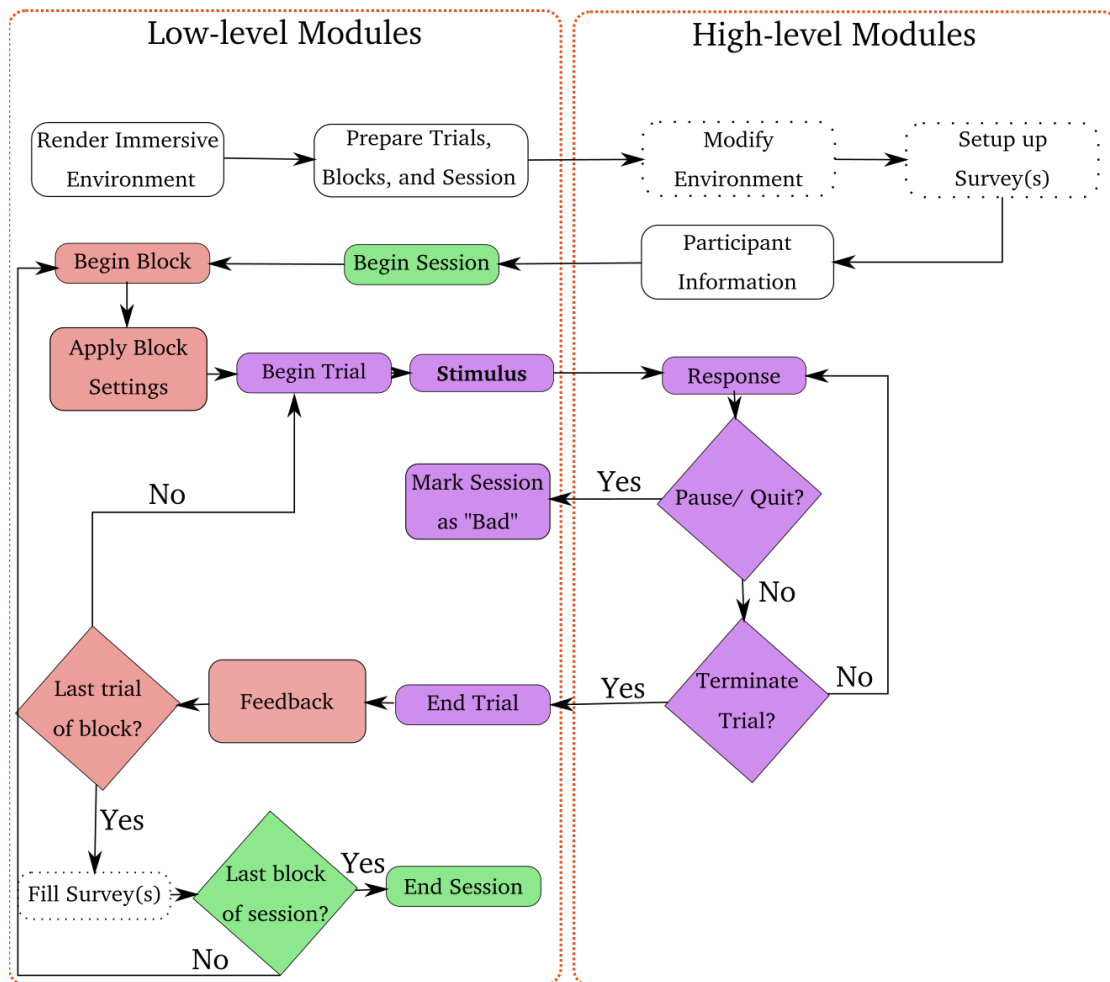 Low-level Modules
High-level Modules
Render Immersive
Environment
Prepare Trials,
Blocks, and Session
Modify
Environment
Setup up
Survey(s)
Begin Block
Begin Session
Participant
Information
Apply Block
Settings
Begin Trial
Stimulus
Response
No
Mark Session
as "Bad"
Yes
Pause/ Quit?
No
Last trial
of block?
Feedback
End Trial
Yes
Terminate
Trial?
No
Yes
Fill Survey(s)
Last block
of session?
Yes
End Session
No